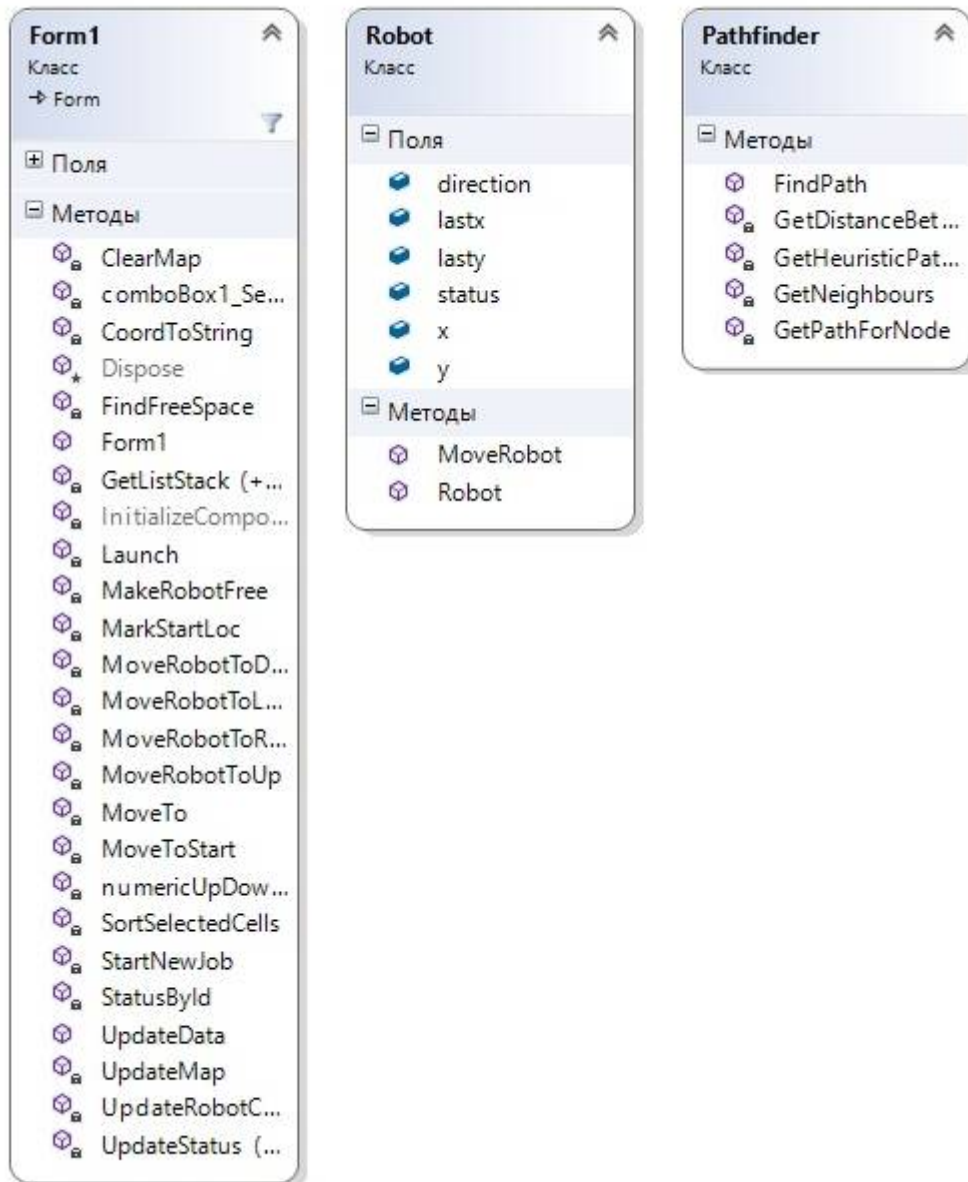 Form1
Класс
Form
Поля
Методы
ClearMap
comboBox1_Se...
CoordToString
Dispose
FindFreeSpace
Form1
GetListStack (+...
InitializeCompo...
Launch
MakeRobotFree
MarkStartLoc
MoveRobotToD...
MoveRobotToL...
MoveRobotToR...
MoveRobotToUp
MoveTo
MoveToStart
numericUpDow...
SortSelectedCells
StartNewJob
StatusById
UpdateData
UpdateMap
UpdateRobotC...
UpdateStatus (...
Robot
Класс
Поля
direction
lastx
lasty
status
x
y
Методы
MoveRobot
Robot
Pathfinder
Класс
Методы
FindPath
GetDistanceBet...
GetHeuristicPat...
GetNeighbours
GetPathForNode